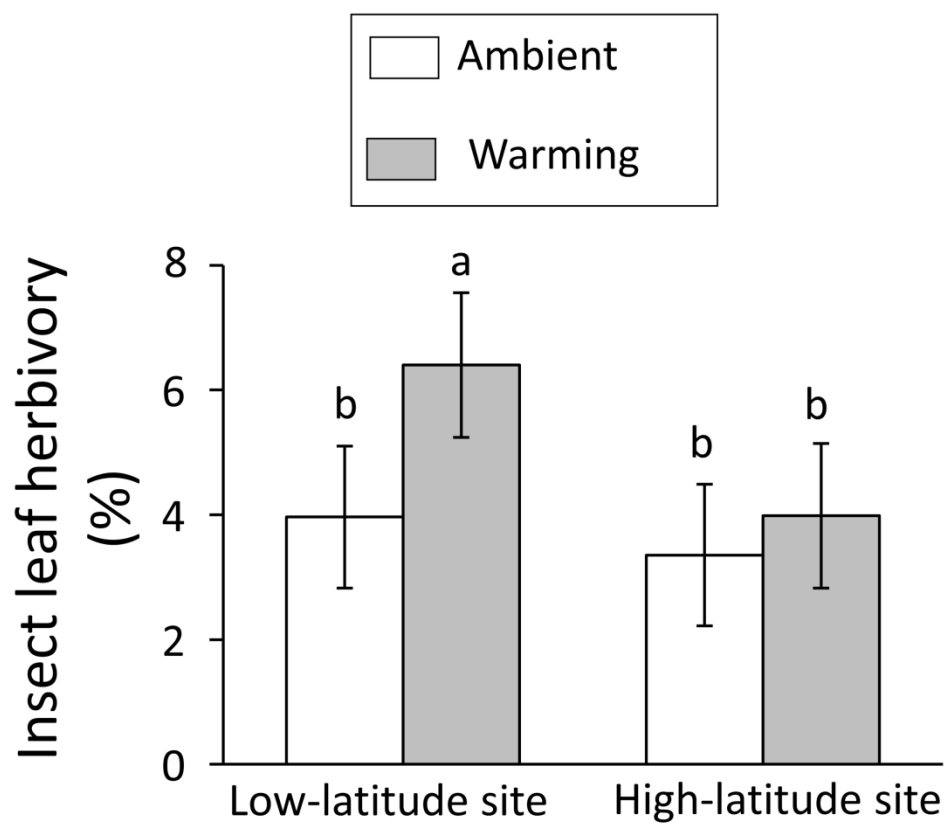 Ambient
Warming
Insect leaf herbivory
(%)
8
6
4
2
0
b
a
b
b
Low-latitude site
High-latitude site